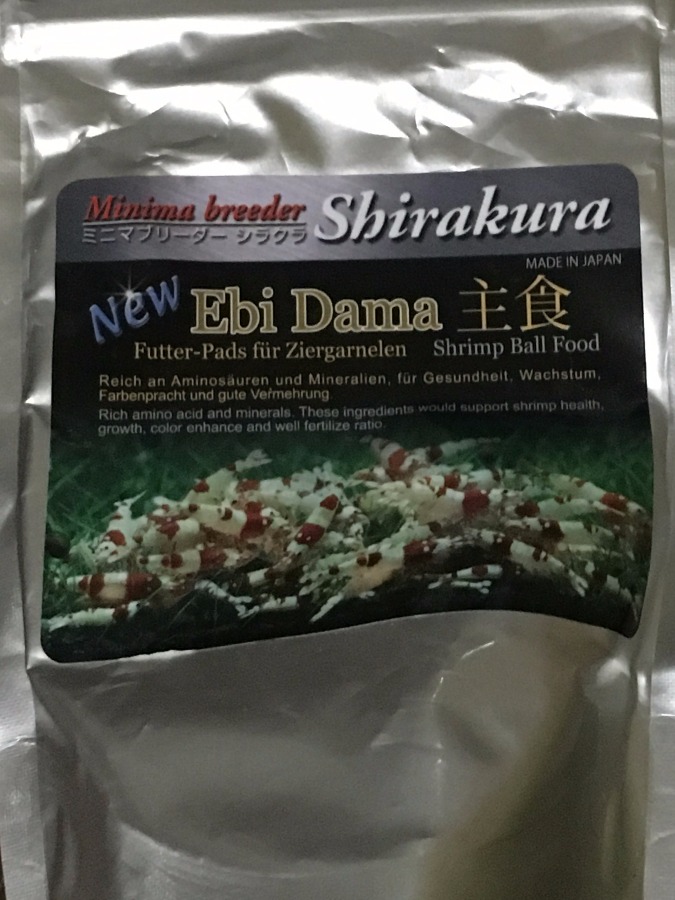 Minima breeder Shirakura
ミニマブリーダー シラクラ
MADE IN JAPAN
New Ebi Dama 主食
Futter-Pads für Ziergarnelen Shrimp Ball Food
Reich an Aminosäuren und Mineralien, für Gesundheit, Wachstum,
Farbenpracht und gute Vermehrung.
Rich amino acid and minerals. These ingredients would support shrimp health,
growth, color enhance and well fertilize ratio.